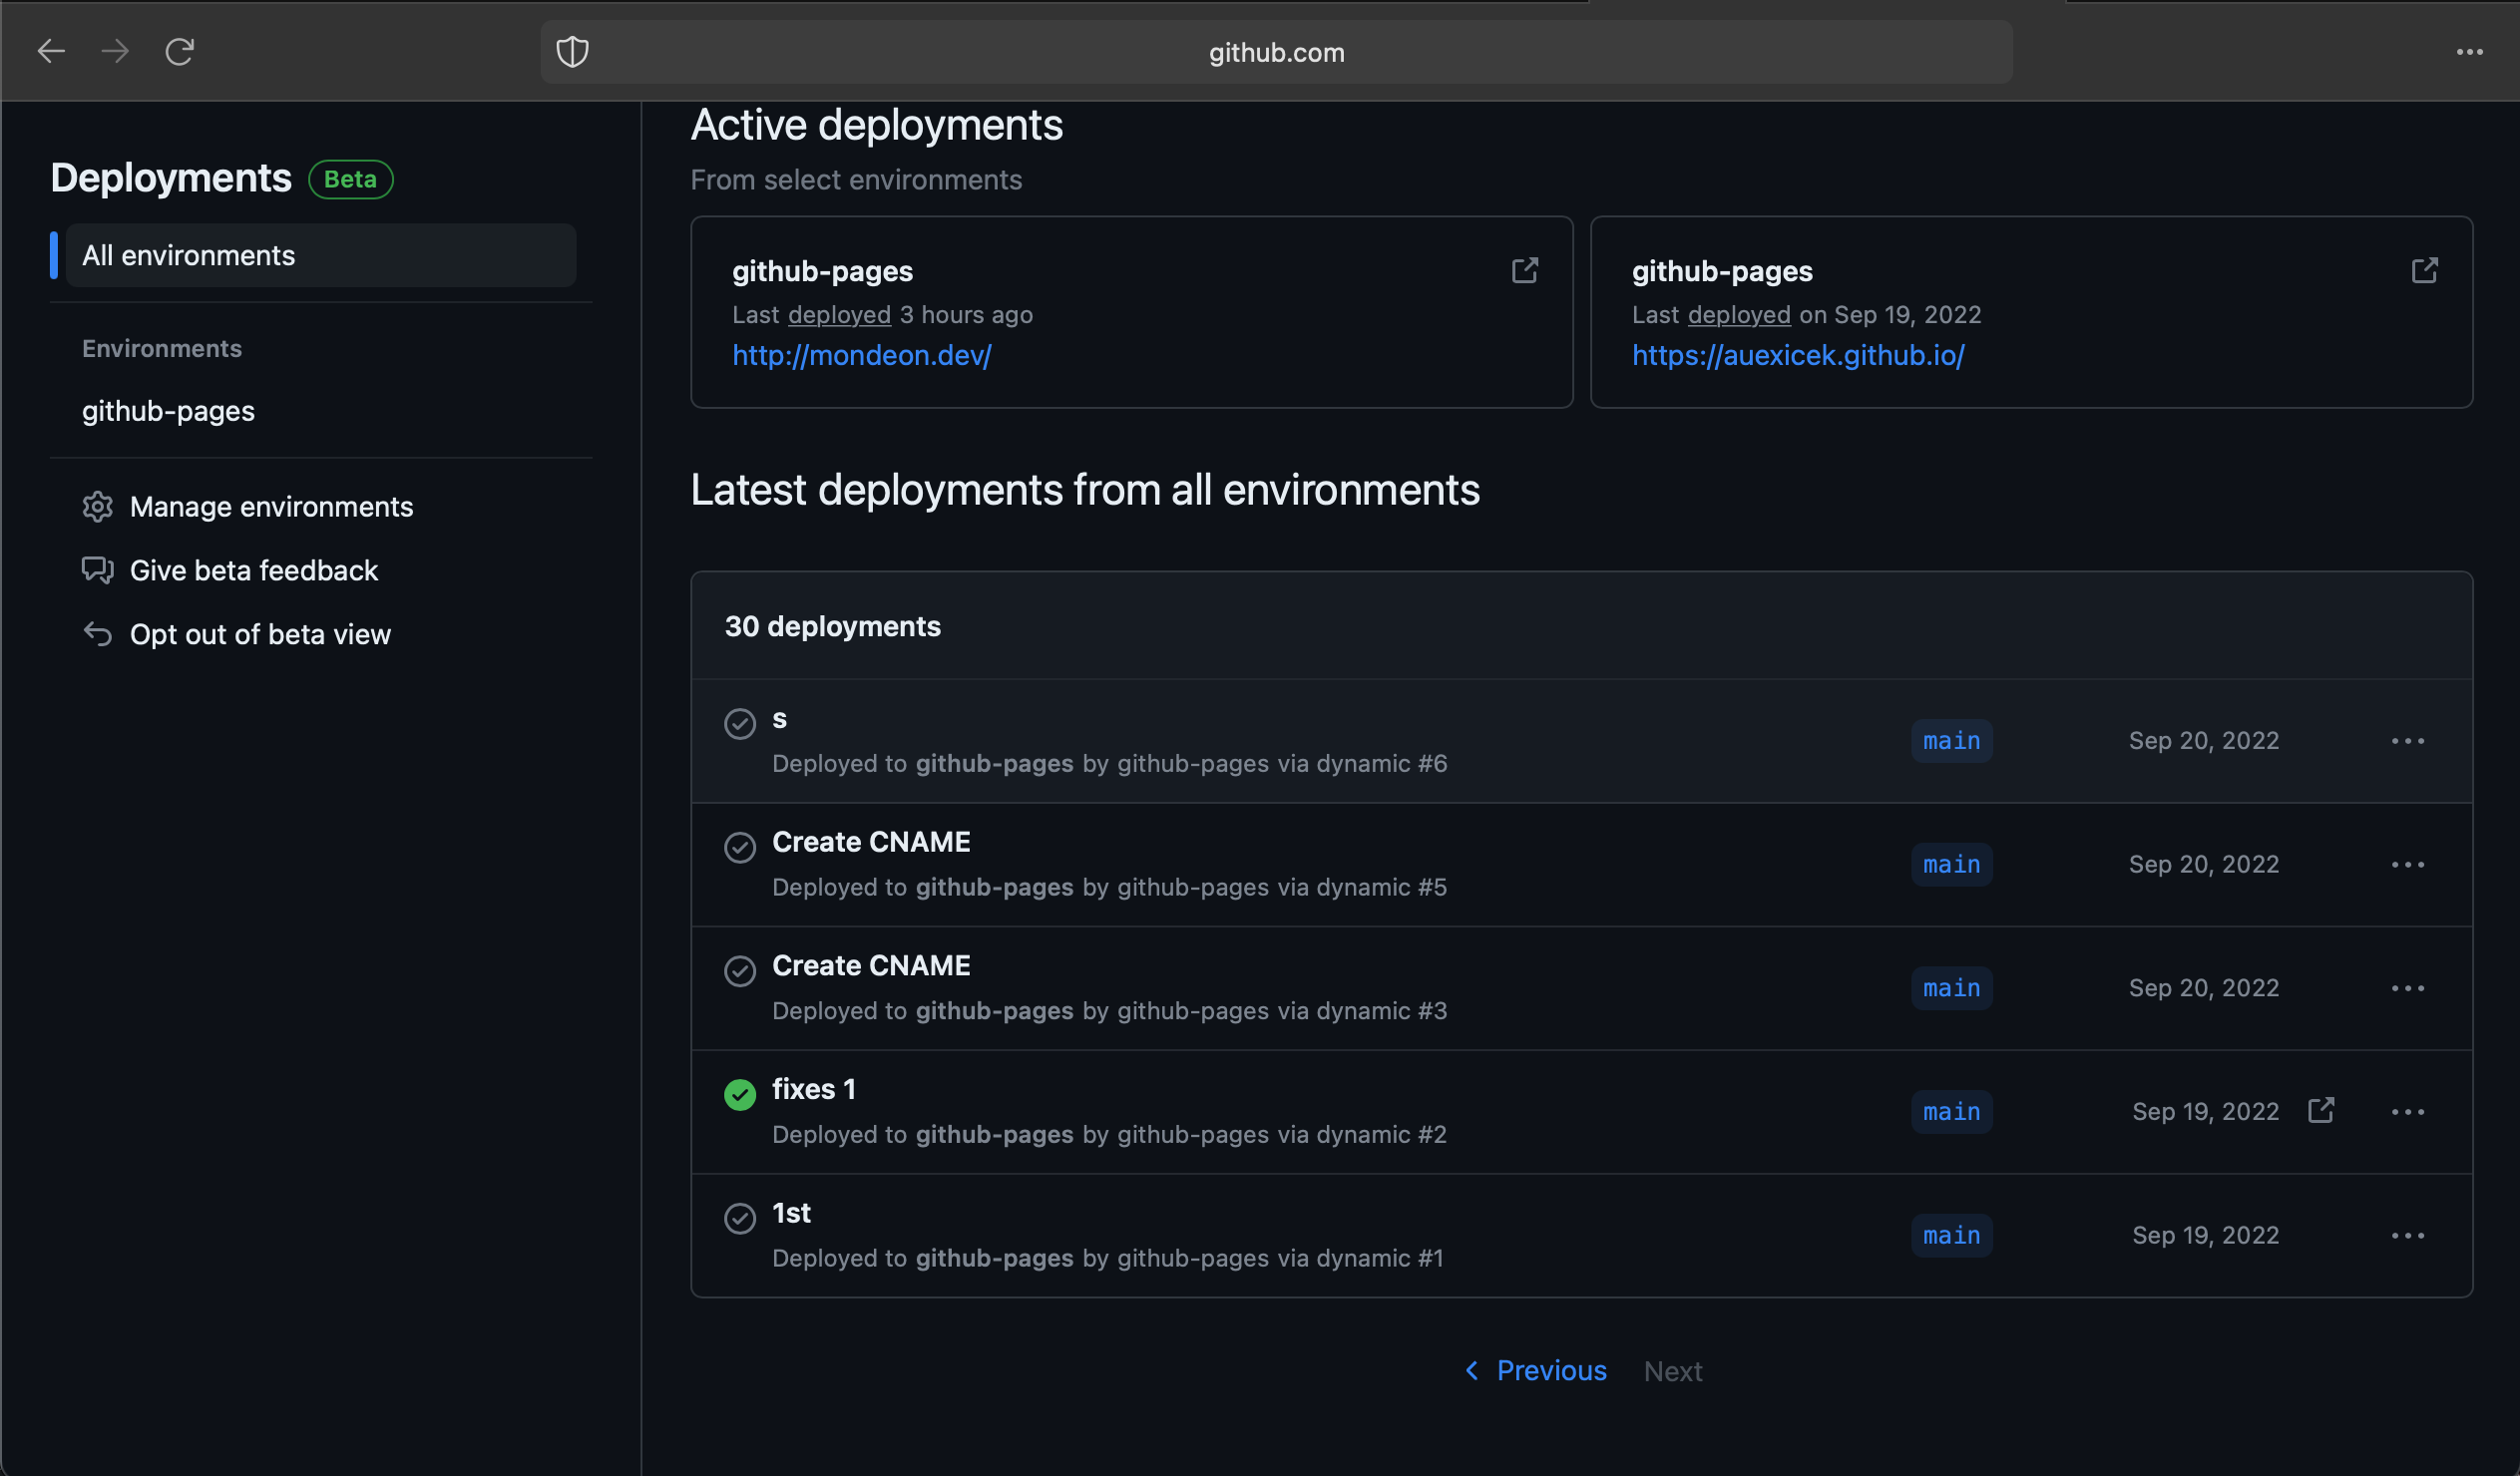 github.com
Deployments Beta
All environments
Environments
github-pages
Manage environments
Give beta feedback
Opt out of beta view
Active deployments
From select environments
github-pages
Last deployed 3 hours ago
http://mondeon.dev/
github-pages
Last deployed on Sep 19, 2022
https://auexicek.github.io/
Latest deployments from all environments
30 deployments
s
Deployed to github-pages by github-pages via dynamic #6
main
Sep 20, 2022
Create CNAME
Deployed to github-pages by github-pages via dynamic #5
main
Sep 20, 2022
Create CNAME
Deployed to github-pages by github-pages via dynamic #3
main
Sep 20, 2022
fixes 1
Deployed to github-pages by github-pages via dynamic #2
main
Sep 19, 2022
1st
Deployed to github-pages by github-pages via dynamic #1
main
Sep 19, 2022
Previous Next